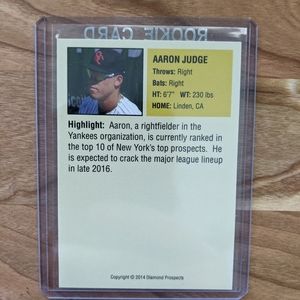 ROOKIE CARD
AARON JUDGE
Throws: Right
Bats: Right
HT: 6'7" WT: 230 lbs
HOME: Linden, CA
Highlight: Aaron, a rightfielder in the
Yankees organization, is currently ranked in
the top 10 of New York's top prospects. He
is expected to crack the major league lineup
in late 2016.
Copyright © 2014 Diamond Prospects